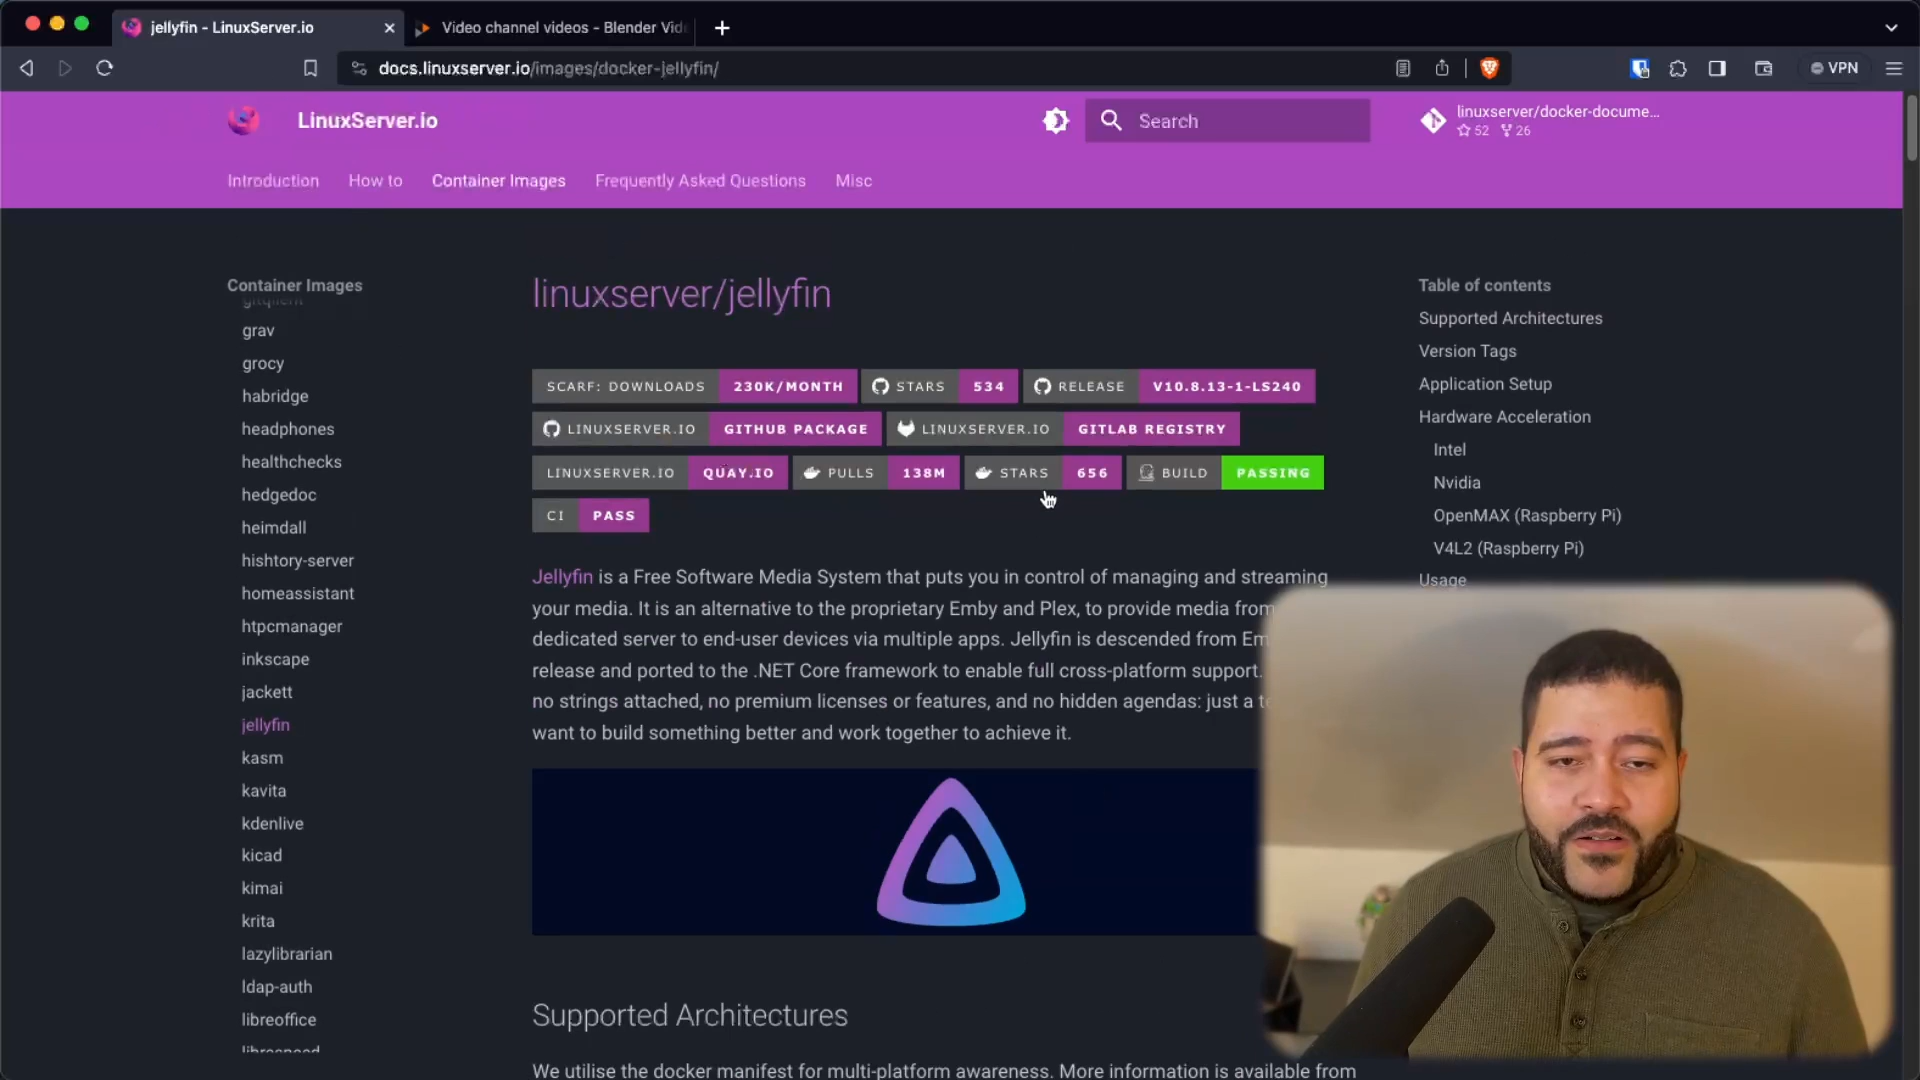 jellyfin - LinuxServer.io
Video channel videos - Blender Vid
docs.linuxserver.io/images/docker-jellyfin/
VPN
LinuxServer.io
Search
linuxserver/docker-docume...
52 26
Introduction How to Container Images Frequently Asked Questions Misc
Container Images
gitqlient
grav
grocy
habridge
headphones
healthchecks
hedgedoc
heimdall
hishtory-server
homeassistant
htpcmanager
inkscape
jackett
jellyfin
kasm
kavita
kdenlive
kicad
kimai
krita
lazylibrarian
ldap-auth
libreoffice
librespeed
linuxserver/jellyfin
SCARF: DOWNLOADS 230K/MONTH STARS 534 RELEASE V10.8.13-1-LS240
LINUXSERVER.IO GITHUB PACKAGE LINUXSERVER.IO GITLAB REGISTRY
LINUXSERVER.IO QUAY.IO PULLS 138M STARS 656 BUILD PASSING
CI PASS
Jellyfin is a Free Software Media System that puts you in control of managing and streaming
your media. It is an alternative to the proprietary Emby and Plex, to provide media from
dedicated server to end-user devices via multiple apps. Jellyfin is descended from Em
release and ported to the .NET Core framework to enable full cross-platform support.
no strings attached, no premium licenses or features, and no hidden agendas: just a te
want to build something better and work together to achieve it.
Supported Architectures
We utilise the docker manifest for multi-platform awareness. More information is available from
Table of contents
Supported Architectures
Version Tags
Application Setup
Hardware Acceleration
Intel
Nvidia
OpenMAX (Raspberry Pi)
V4L2 (Raspberry Pi)
Usage